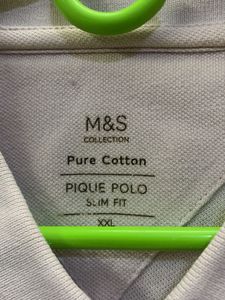 M&S
COLLECTION
Pure Cotton
PIQUE POLO
SLIM FIT
XXL